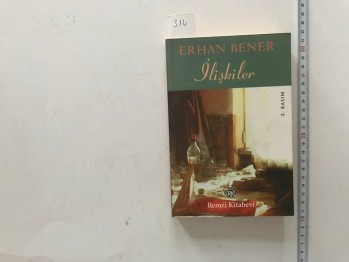 314
ERHAN BENER
İlişkiler
2. BASIM
Remzi Kitabevi